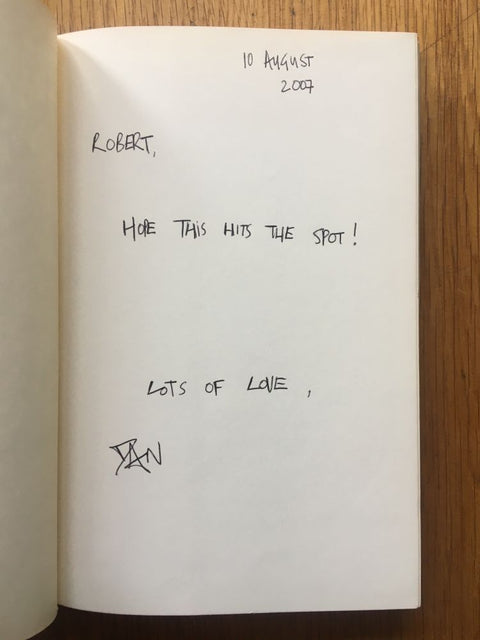 10 AUGUST
2007
ROBERT,
HOPE THIS HITS THE SPOT!
LOTS OF LOVE,
DAN